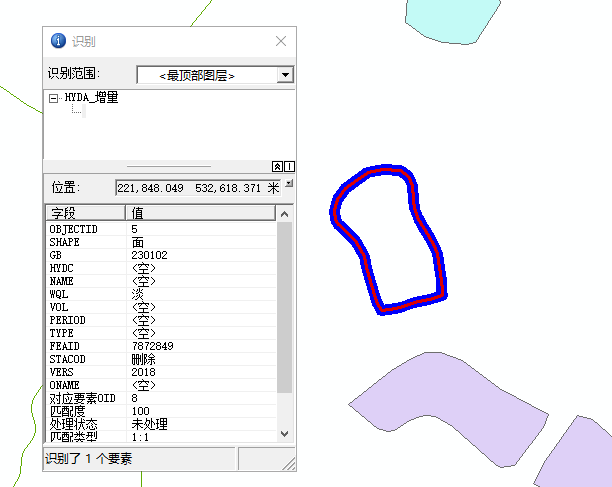 识别
识别范围: <最顶部图层>
HYDA_增量
位置: 221,848.049 532,618.371 米
字段 值
OBJECTID 5
SHAPE 面
GB 230102
HYDC <空>
NAME <空>
WQL 淡
VOL <空>
PERIOD <空>
TYPE <空>
FEAID 7872849
STACOD 删除
VERS 2018
ONAME <空>
对应要素OID 8
匹配度 100
处理状态 未处理
匹配类型 1:1
识别了 1 个要素